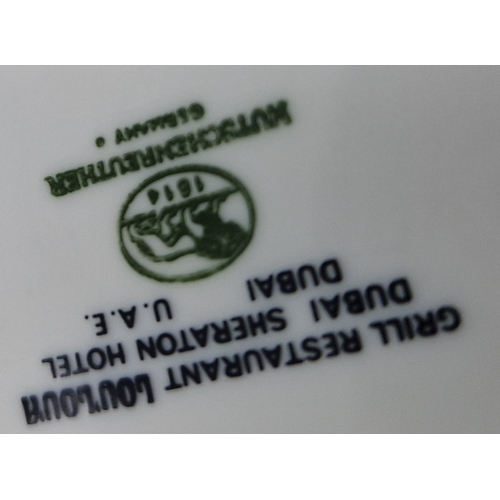 GRILL RESTAURANT LOU'LOU'A
DUBAI SHERATON HOTEL
DUBAI U.A.E.
1814
HUTSCHENREUTHER
GERMANY